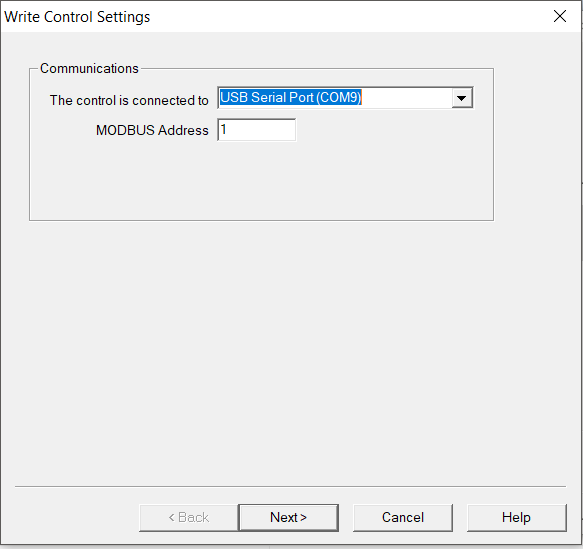 Write Control Settings
Communications
The control is connected to USB Serial Port (COM9)
MODBUS Address 1
< Back Next > Cancel Help